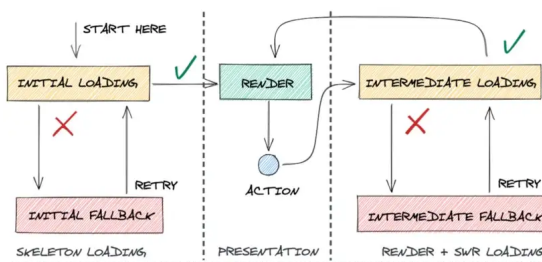 START HERE
INITIAL LOADING
RENDER
INTERMEDIATE LOADING
RETRY
ACTION
RETRY
INITIAL FALLBACK
INTERMEDIATE FALLBACK
SKELETON LOADING
PRESENTATION
RENDER + SWR LOADING